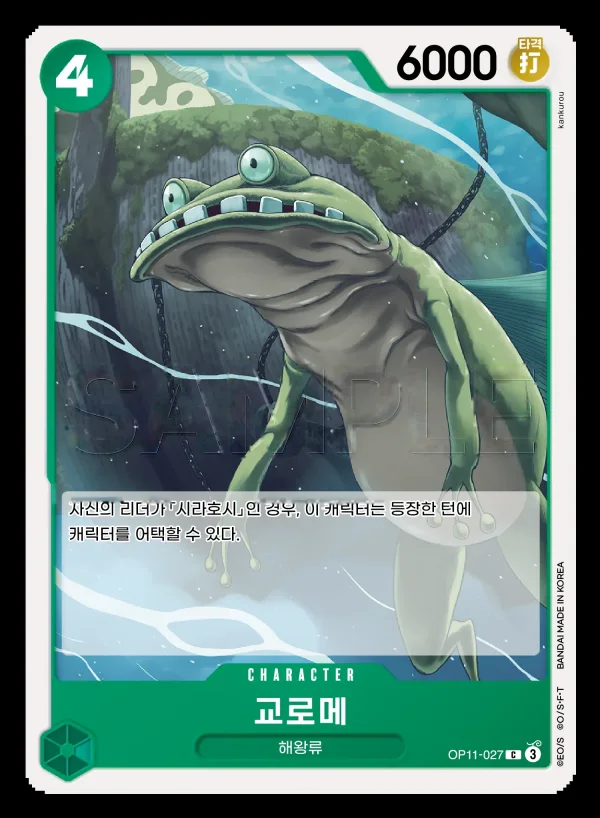 4
6000
타격
打
kankurou
SAMPLE
자신의 리더가 「시라호시」인 경우, 이 캐릭터는 등장한 턴에
캐릭터를 어택할 수 있다.
BANDAI MADE IN KOREA
©EO/S ©O/S·F·T
CHARACTER
교로메
해왕류
OP11-027 C 3